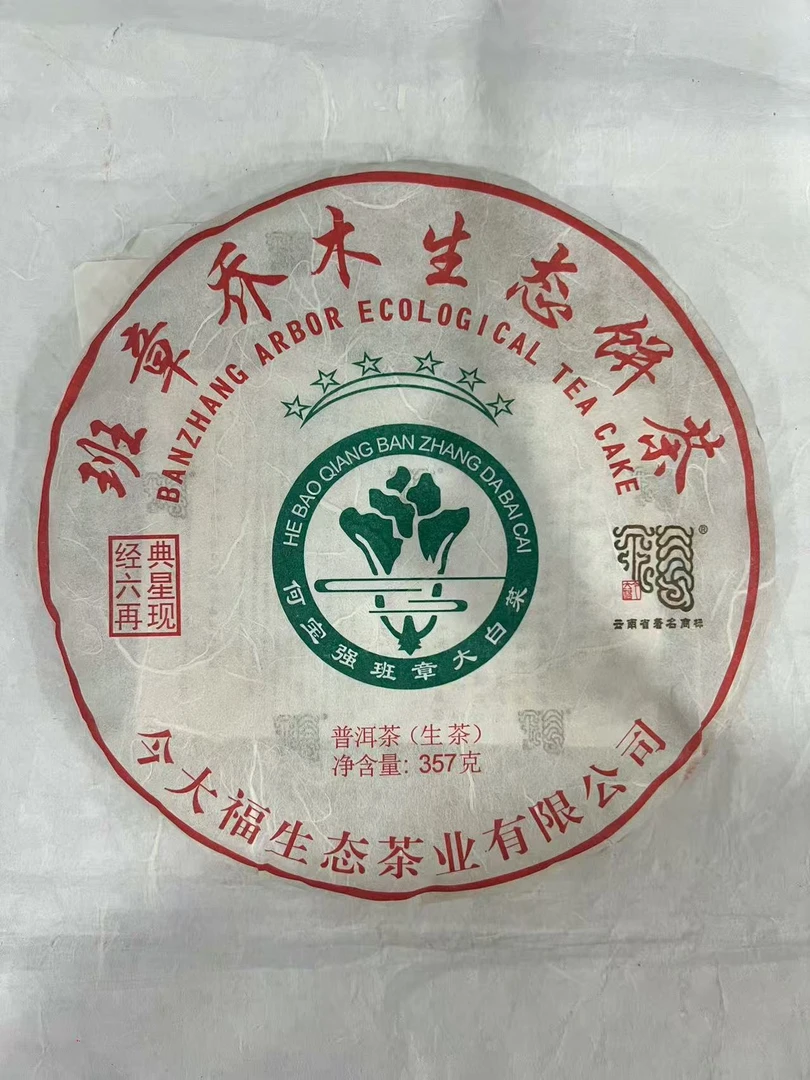 班章乔木生态饼茶
BANZHANG ARBOR ECOLOGICAL TEA CAKE
HE BAO QIANG BAN ZHANG DA BAI CAI
何宝强班章大白菜
经典
六星
再现
®
云南省著名商标
普洱茶(生茶)
净含量: 357克
今大福生态茶业有限公司